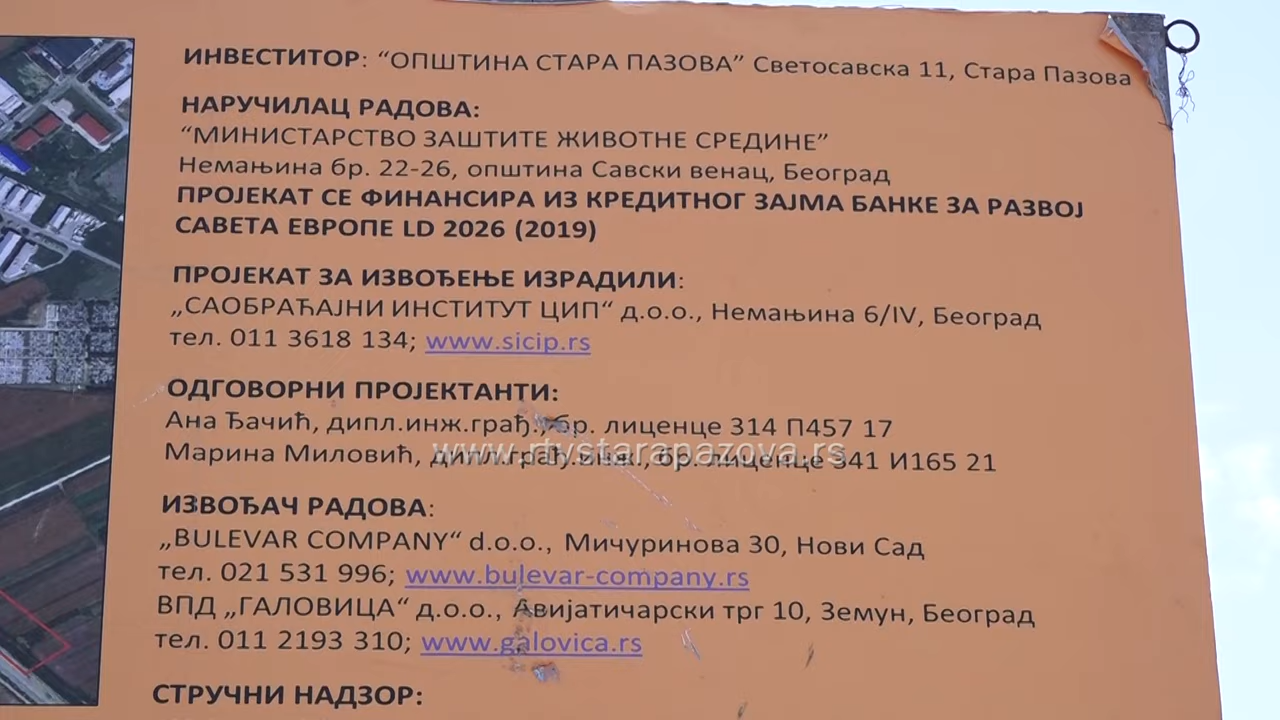 ИНВЕСТИТОР: “ОПШТИНА СТАРА ПАЗОВА” Светосавска 11, Стара Пазова
НАРУЧИЛАЦ РАДОВА:
“МИНИСТАРСТВО ЗАШТИТЕ ЖИВОТНЕ СРЕДИНЕ”
Немањина бр. 22-26, општина Савски венац, Београд
ПРОЈЕКАТ СЕ ФИНАНСИРА ИЗ КРЕДИТНОГ ЗАЈМА БАНКЕ ЗА РАЗВОЈ
САВЕТА ЕВРОПЕ LD 2026 (2019)
ПРОЈЕКАТ ЗА ИЗВОЂЕЊЕ ИЗРАДИЛИ:
„САОБРАЋАЈНИ ИНСТИТУТ ЦИП“ д.о.о., Немањина 6/IV, Београд
тел. 011 3618 134; www.sicip.rs
ОДГОВОРНИ ПРОЈЕКТАНТИ:
Ана Ђачић, дипл.инж.грађ., бр. лиценце 314 П457 17
www.rtvstarapazova.rs
Марина Миловић, дипл.грађ.инж., бр. лиценце 341 И165 21
ИЗВОЂАЧ РАДОВА:
„BULEVAR COMPANY“ d.o.o., Мичуринова 30, Нови Сад
тел. 021 531 996; www.bulevar-company.rs
ВПД „ГАЛОВИЦА“ д.о.о., Авијатичарски трг 10, Земун, Београд
тел. 011 2193 310; www.galovica.rs
СТРУЧНИ НАДЗОР: